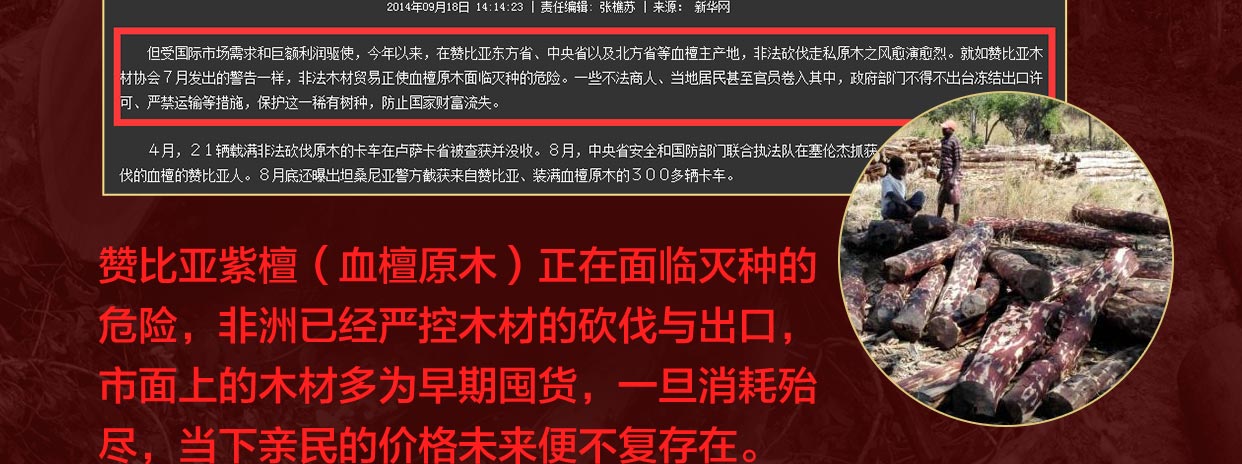 2014年09月18日 14:14:23 | 责任编辑: 张樵苏 | 来源: 新华网
但受国际市场需求和巨额利润驱使，今年以来，在赞比亚东方省、中央省以及北方省等血檀主产地，非法砍伐走私原木之风愈演愈烈。就如赞比亚木
材协会７月发出的警告一样，非法木材贸易正使血檀原木面临灭种的危险。一些不法商人、当地居民甚至官员卷入其中，政府部门不得不出台冻结出口许
可、严禁运输等措施，保护这一稀有树种，防止国家财富流失。
４月，２１辆载满非法砍伐原木的卡车在卢萨卡省被查获并没收。８月，中央省安全和国防部门联合执法队在塞伦杰抓获
伐的血檀的赞比亚人。８月底还曝出坦桑尼亚警方截获来自赞比亚、装满血檀原木的３００多辆卡车。
赞比亚紫檀（血檀原木）正在面临灭种的
危险，非洲已经严控木材的砍伐与出口，
市面上的木材多为早期囤货，一旦消耗殆
尽，当下亲民的价格未来便不复存在。